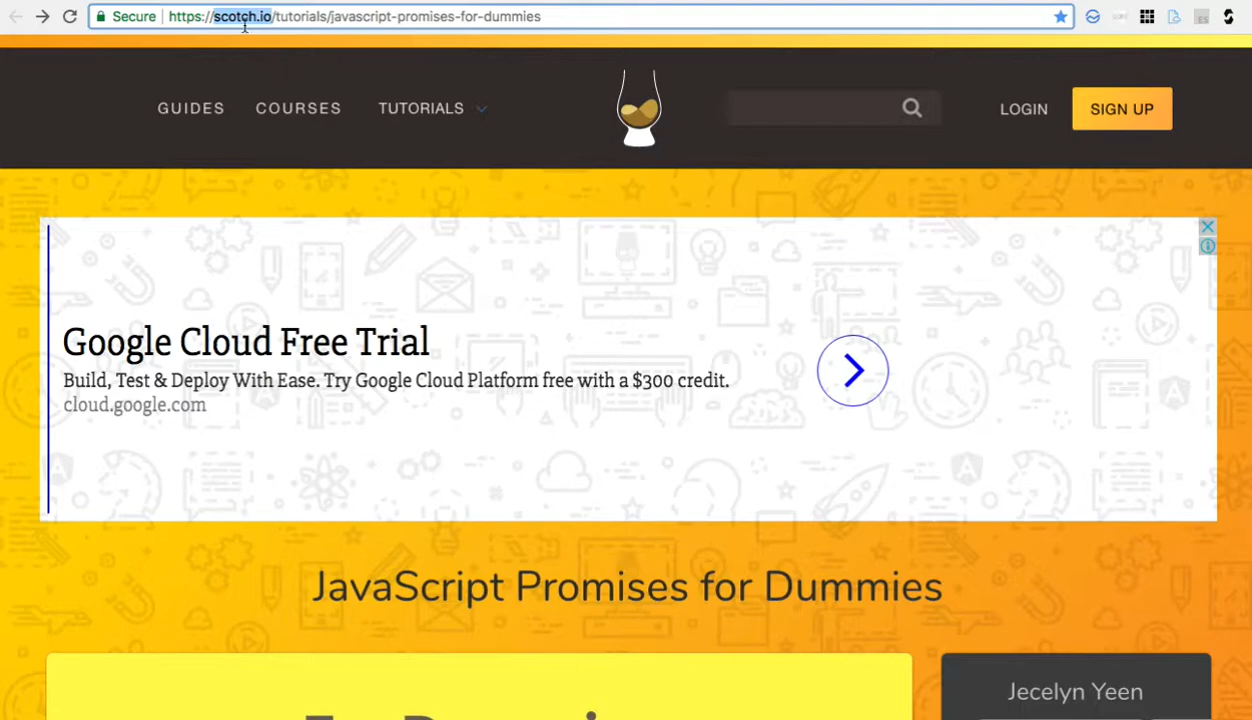 Secure | https://scotch.io/tutorials/javascript-promises-for-dummies
GUIDES COURSES TUTORIALS LOGIN SIGN UP
Google Cloud Free Trial
Build, Test & Deploy With Ease. Try Google Cloud Platform free with a $300 credit.
cloud.google.com
JavaScript Promises for Dummies
Jecelyn Yeen